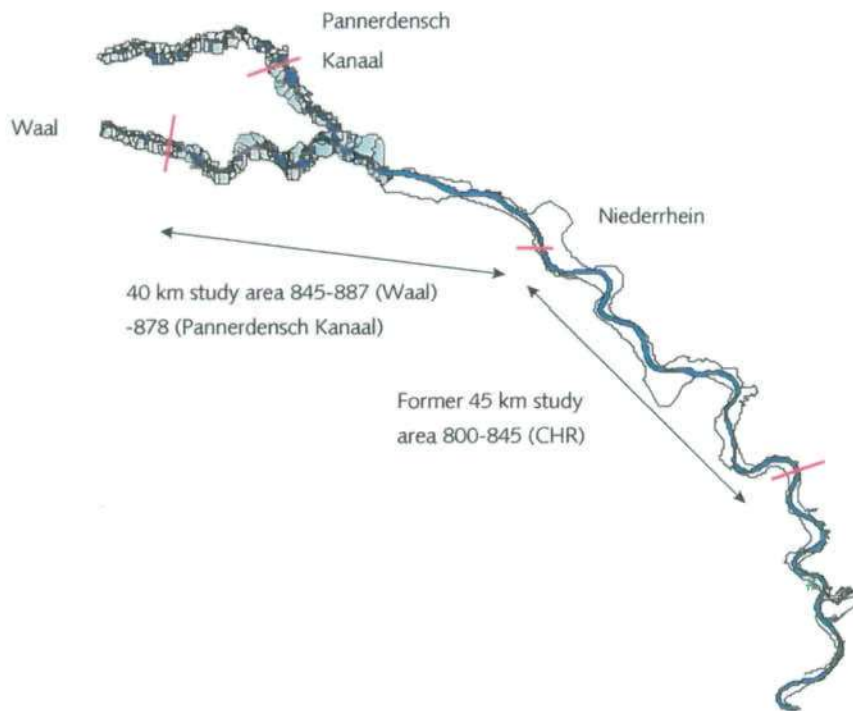 Pannerdensch
Kanaal
Waal
Niederrhein
40 km study area 845-887 (Waal)
-878 (Pannerdensch Kanaal)
Former 45 km study
area 800-845 (CHR)